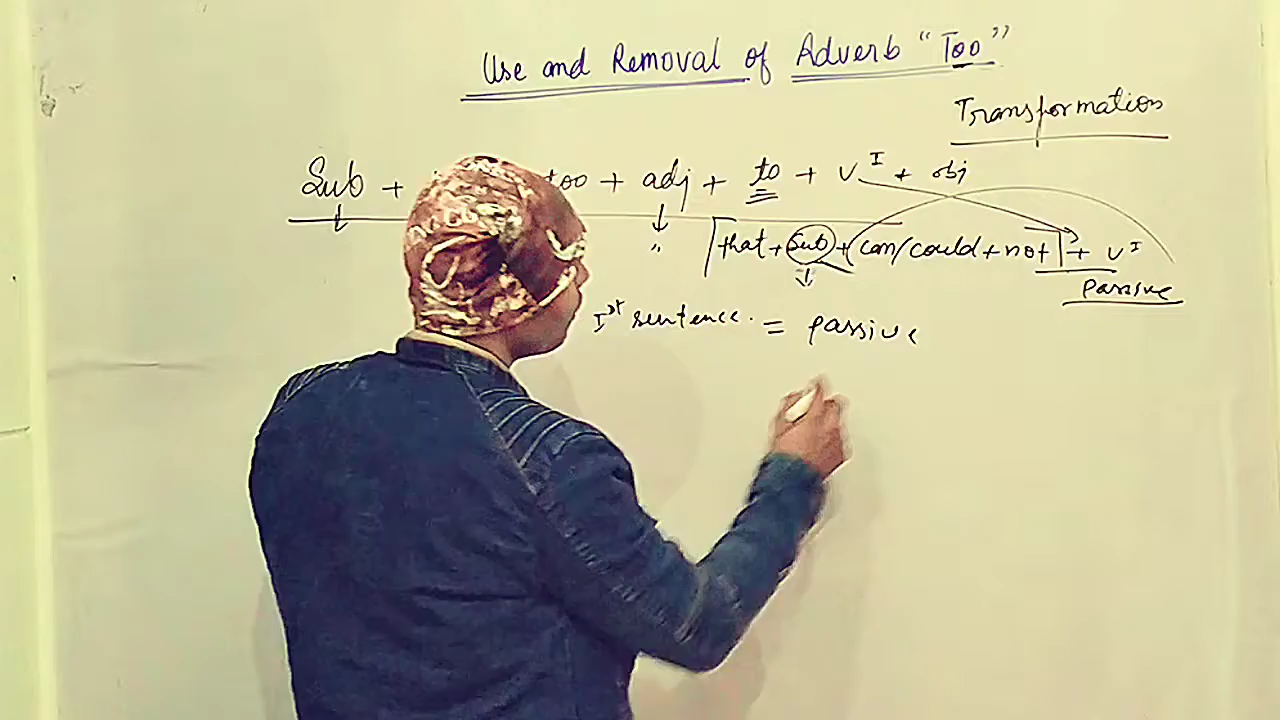 Use and Removal of Adverb "Too"
Transformation
Sub + too + adj + to + V I + obj
" that + Sub + can/could + not + V I
Passive
Ist sentence. = Passive